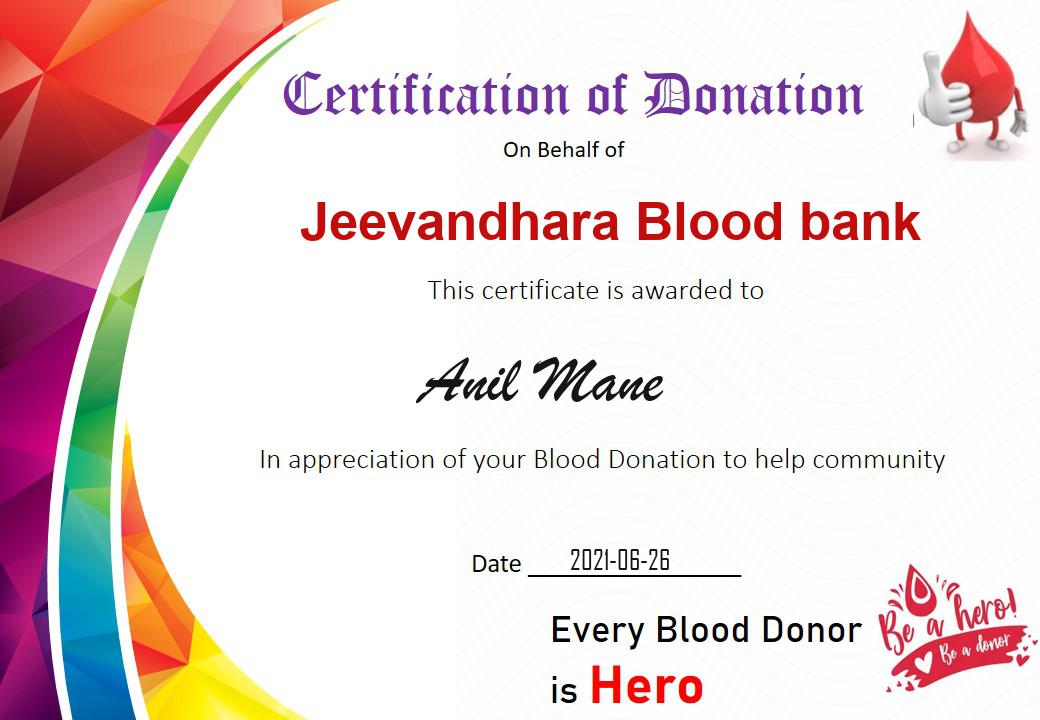 Certification of Donation
On Behalf of
Jeevandhara Blood bank
This certificate is awarded to
Anil Mane
In appreciation of your Blood Donation to help community
Date 2021-06-26
Every Blood Donor
is Hero
Be a hero!
Be a donor